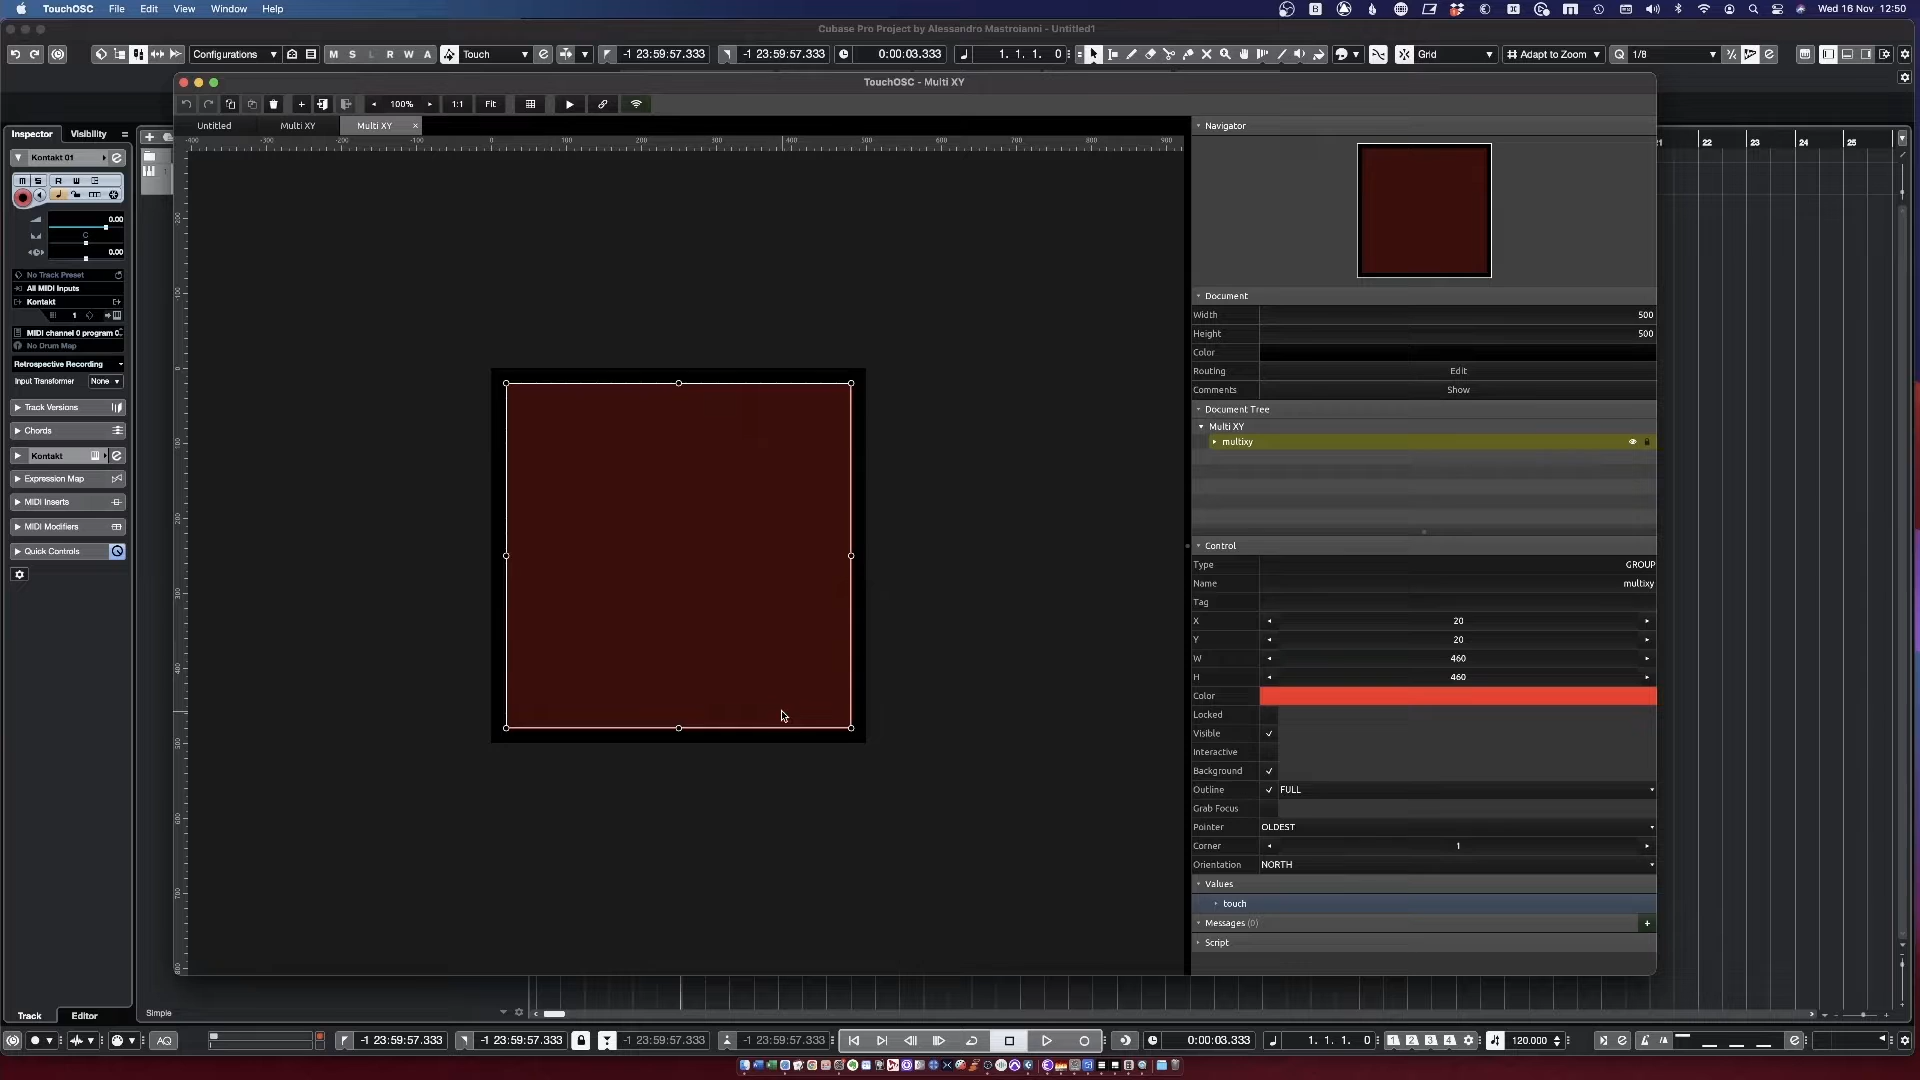 TouchOSC File Edit View Window Help Wed 16 Nov 12:50
Cubase Pro Project by Alessandro Mastroianni - Untitled1
Configurations M S L R W A Touch -1 23:59:57.333 -1 23:59:57.333 0:00:03.333 1. 1. 1. 0 Grid Adapt to Zoom Q 1/8
TouchOSC - Multi XY
100% 1:1 Fit
Untitled Multi XY Multi XY ×
Navigator
Inspector Visibility
22 23 24 25
Kontakt 01
m S R W
0.00
C
0.00
No Track Preset
All MIDI Inputs
Kontakt
1
MIDI channel 0 program 0
No Drum Map
Retrospective Recording
Input Transformer None
Track Versions
Chords
Kontakt
Expression Map
MIDI Inserts
MIDI Modifiers
Quick Controls
Document
Width 500
Height 500
Color
Routing Edit
Comments Show
Document Tree
Multi XY
multixy
Control
Type GROUP
Name multixy
Tag
X 20
Y 20
W 460
H 460
Color
Locked
Visible
Interactive
Background
Outline FULL
Grab Focus
Pointer OLDEST
Corner 1
Orientation NORTH
Values
touch
Messages (0) +
Script
Track Editor Simple
AQ -1 23:59:57.333 -1 23:59:57.333 -1 23:59:57.333 -1 23:59:57.333 0:00:03.333 1. 1. 1. 0 1 2 3 4 120.000